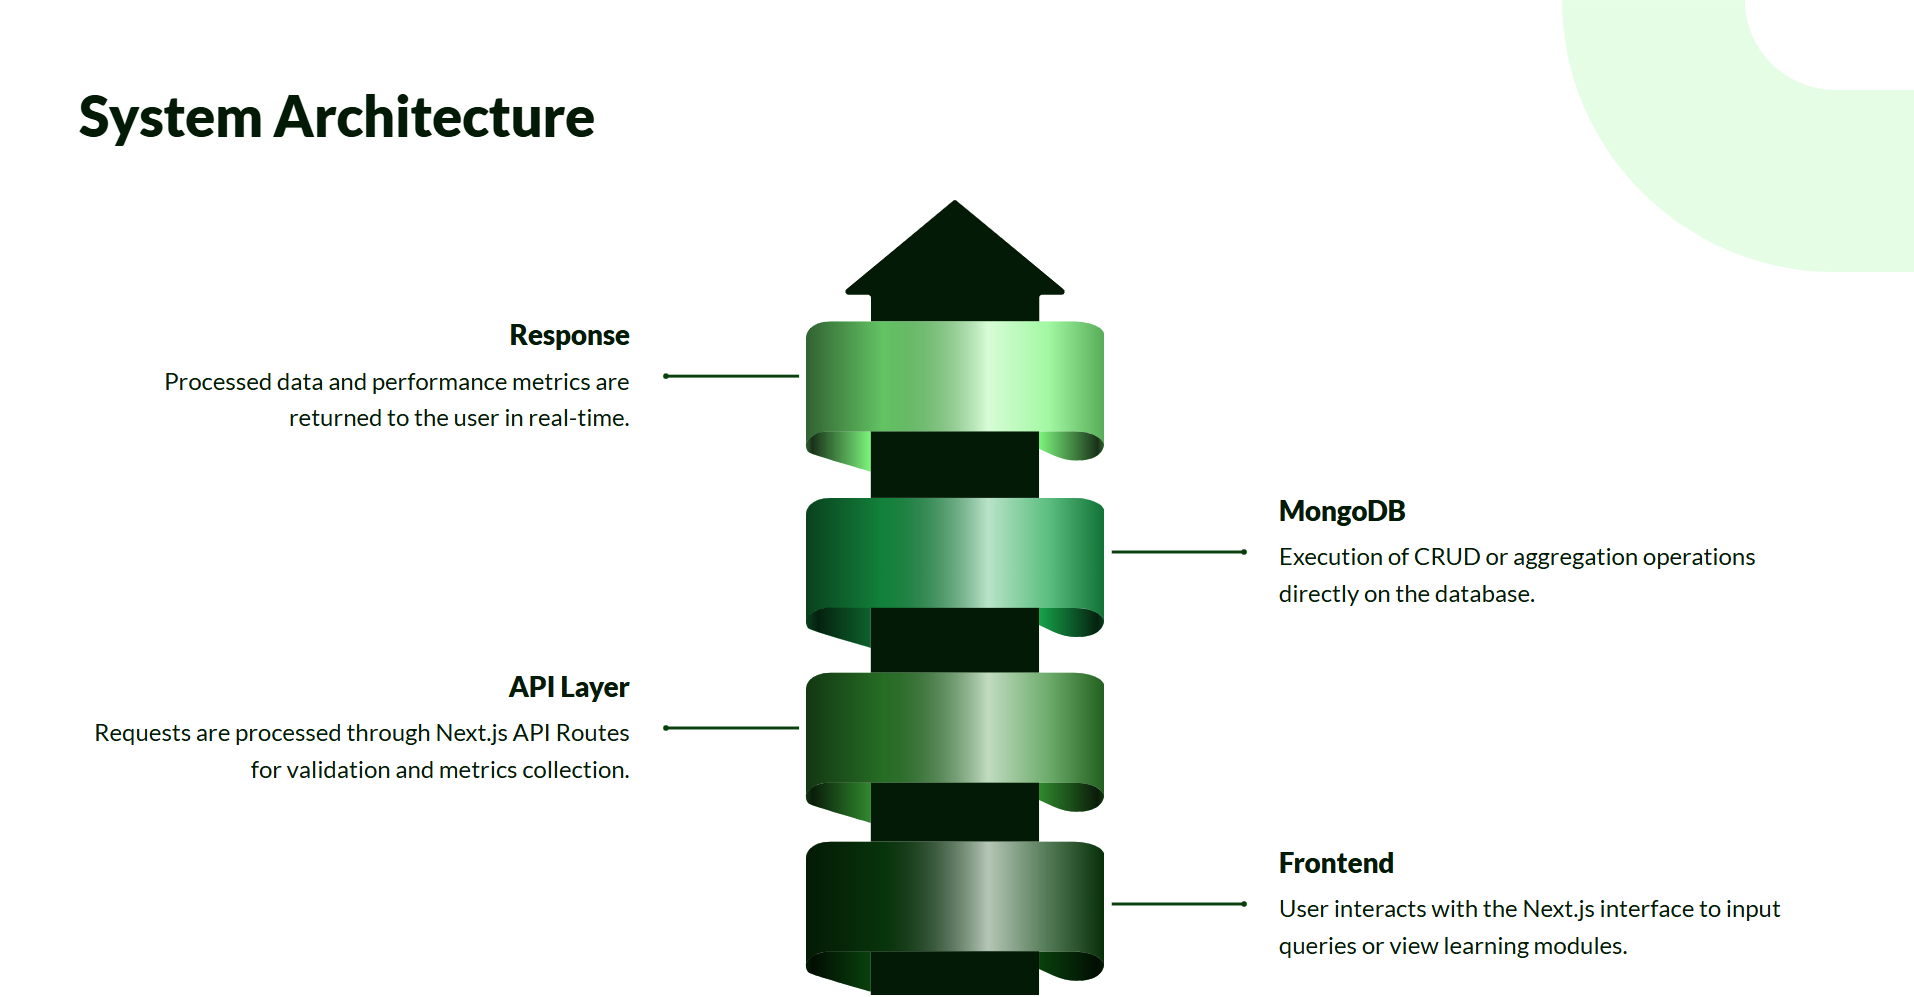 System Architecture
Response
Processed data and performance metrics are
returned to the user in real-time.
MongoDB
Execution of CRUD or aggregation operations
directly on the database.
API Layer
Requests are processed through Next.js API Routes
for validation and metrics collection.
Frontend
User interacts with the Next.js interface to input
queries or view learning modules.